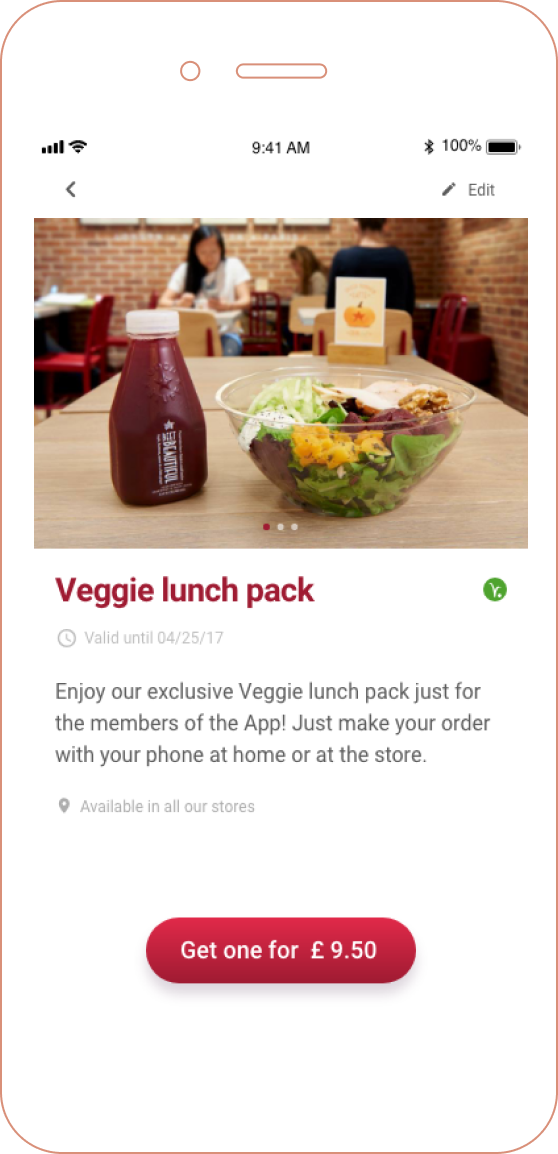 9:41 AM
100%
Edit
BEET
BEAUTIFUL
Veggie lunch pack
Valid until 04/25/17
Enjoy our exclusive Veggie lunch pack just for
the members of the App! Just make your order
with your phone at home or at the store.
Available in all our stores
Get one for £ 9.50